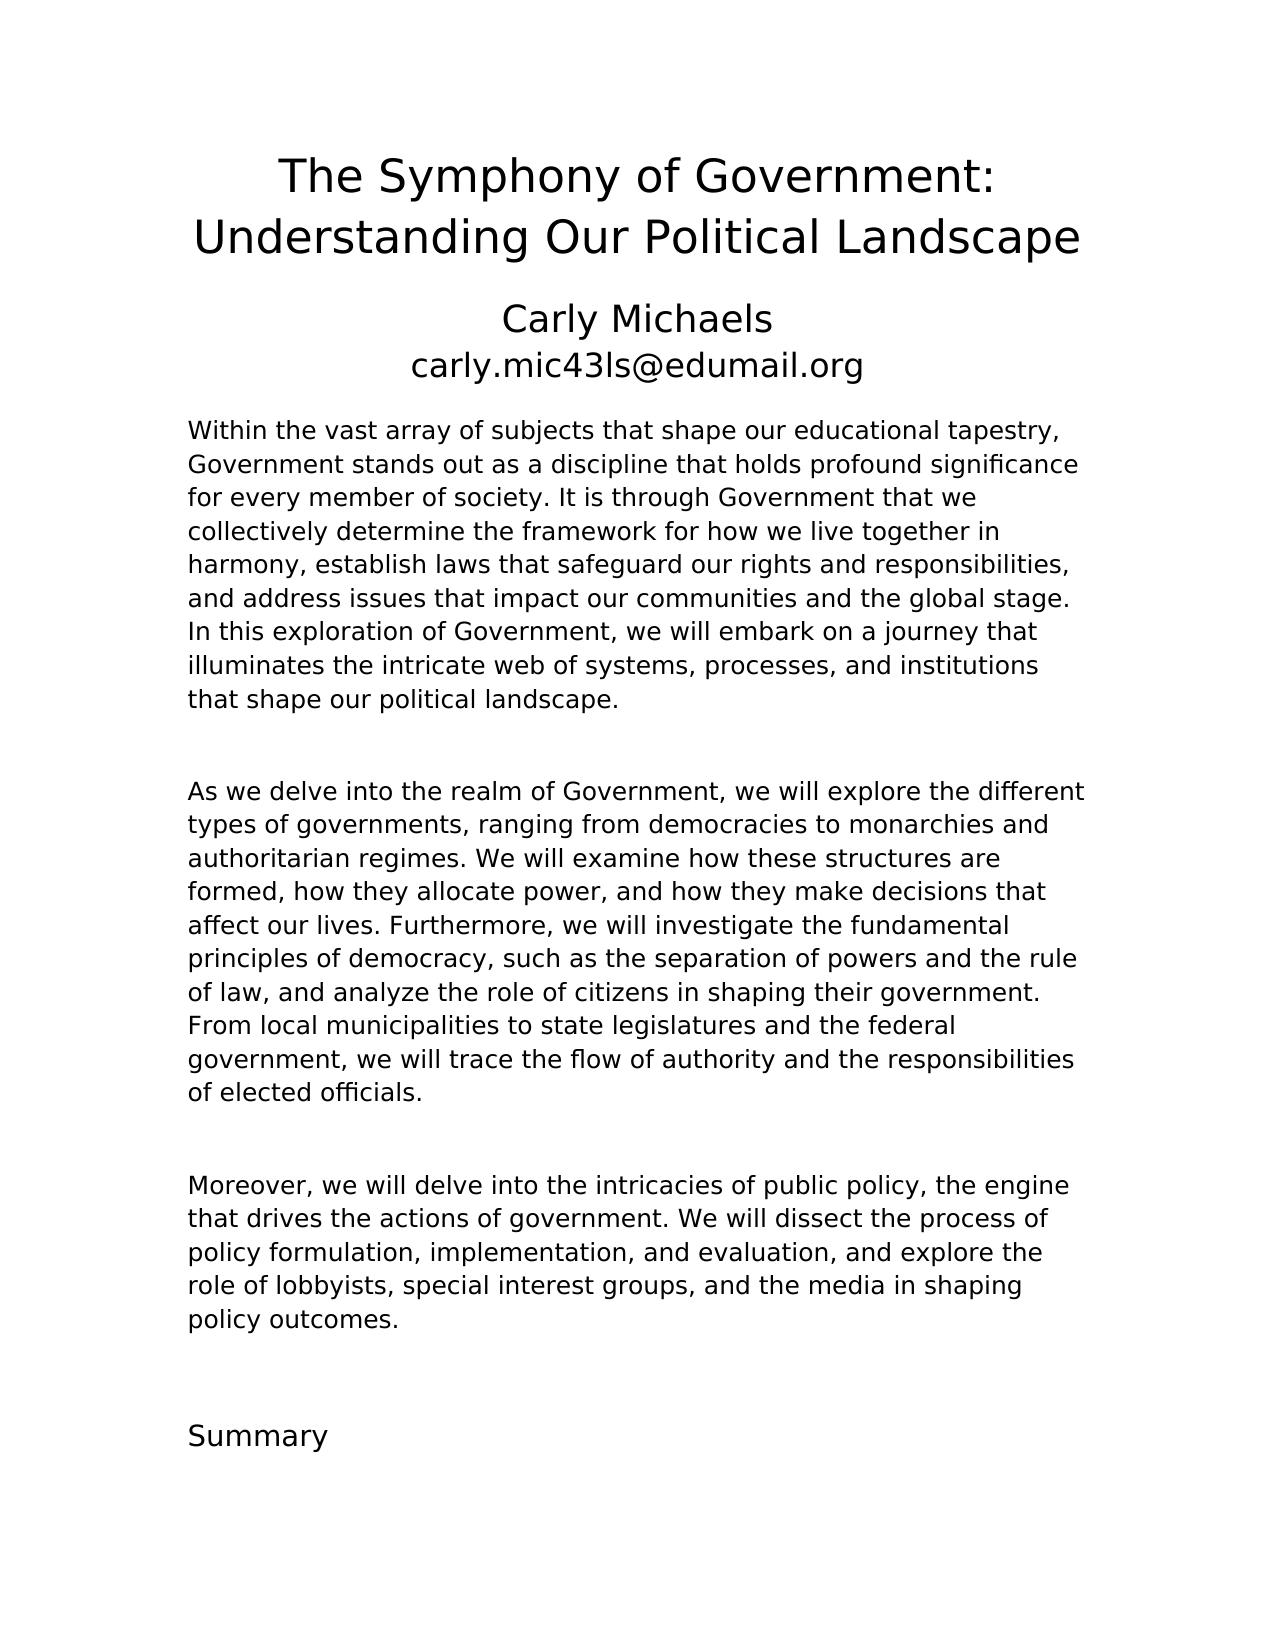 The Symphony of Government:
Understanding Our Political Landscape
Carly Michaels
carly.mic43ls@edumail.org
Within the vast array of subjects that shape our educational tapestry,
Government stands out as a discipline that holds profound significance
for every member of society. It is through Government that we
collectively determine the framework for how we live together in
harmony, establish laws that safeguard our rights and responsibilities,
and address issues that impact our communities and the global stage.
In this exploration of Government, we will embark on a journey that
illuminates the intricate web of systems, processes, and institutions
that shape our political landscape.
As we delve into the realm of Government, we will explore the different
types of governments, ranging from democracies to monarchies and
authoritarian regimes. We will examine how these structures are
formed, how they allocate power, and how they make decisions that
affect our lives. Furthermore, we will investigate the fundamental
principles of democracy, such as the separation of powers and the rule
of law, and analyze the role of citizens in shaping their government.
From local municipalities to state legislatures and the federal
government, we will trace the flow of authority and the responsibilities
of elected officials.
Moreover, we will delve into the intricacies of public policy, the engine
that drives the actions of government. We will dissect the process of
policy formulation, implementation, and evaluation, and explore the
role of lobbyists, special interest groups, and the media in shaping
policy outcomes.
Summary